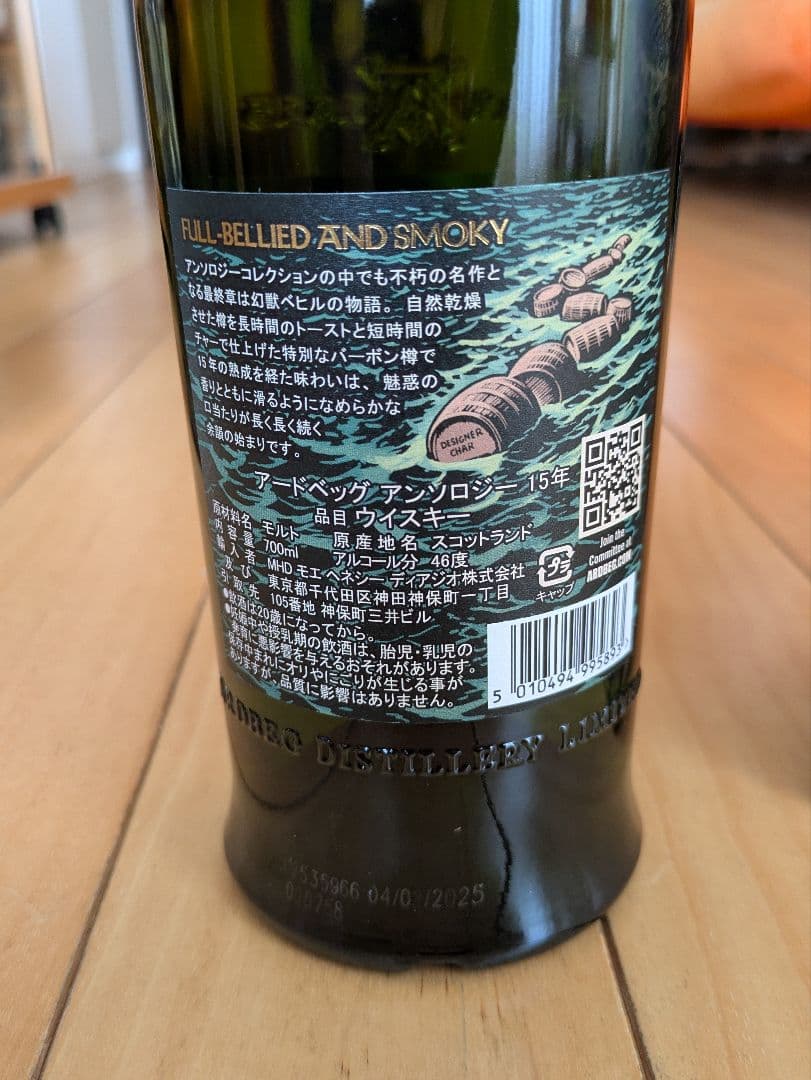 FULL-BELLIED AND SMOKY
アンソロジーコレクションの中でも不朽の名作と
なる最終章は幻獣ベヒルの物語。自然乾燥
させた樽を長時間のトーストと短時間の
チャーで仕上げた特別なバーボン樽で
15年の熟成を経た味わいは、魅惑の
香りとともに滑るようになめらかな
口当たりが長く長く続く
余韻の始まりです。
DESIGNER
CHAR
アードベッグ アンソロジー 15年
品目 ウイスキー
原材料名 モルト 原産地名 スコットランド
内容量 700ml アルコール分 46度
輸入者 MHD モエ ヘネシー ディアジオ株式会社
及び 東京都千代田区神田神保町一丁目
引取先 105番地 神保町三井ビル
●飲酒は20歳になってから。
●妊娠中や授乳期の飲酒は、胎児・乳児の
発育に悪影響を与えるおそれがあります。
保存中まれにオリやにごりが生じる事が
ありますが、品質に影響はありません。
プラ
キャップ
Join the
Committee at
ARDBEG.COM
5 010494 995893
ARDBEG DISTILLERY LIMITED
535966 04/0 /2025